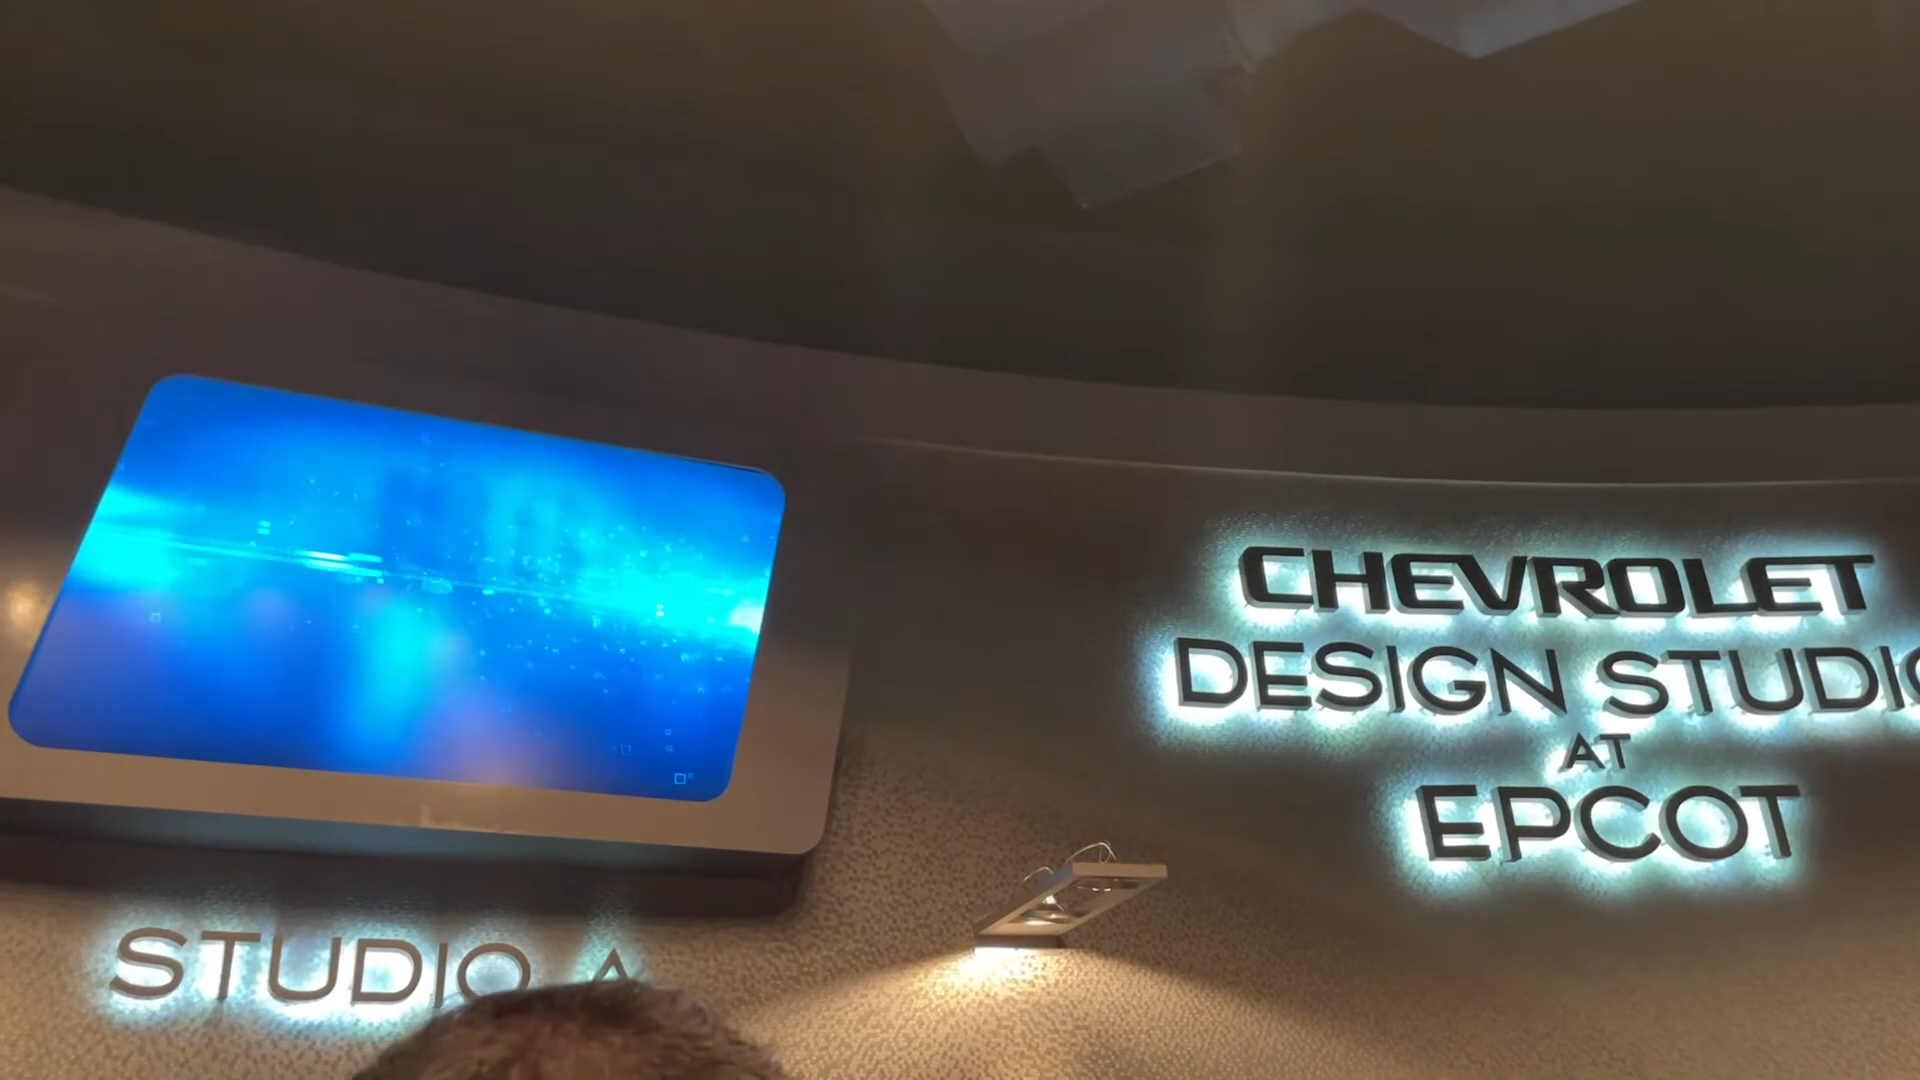 CHEVROLET
DESIGN STUDIO
AT
EPCOT
STUDIO A